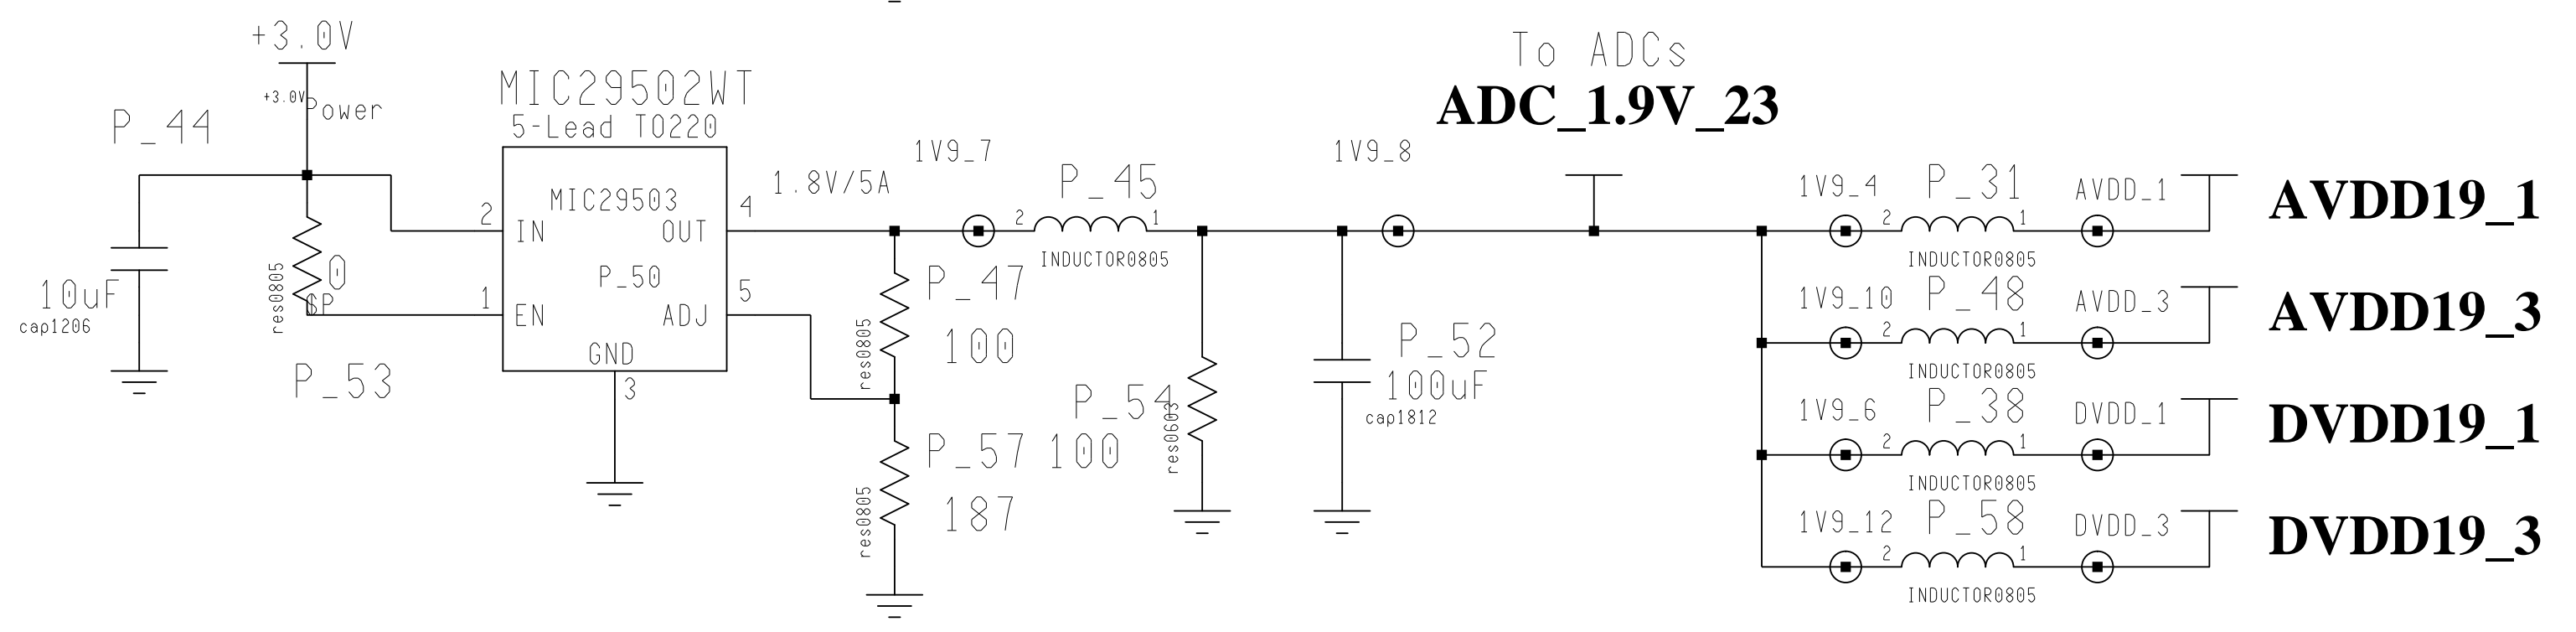 +3.0V
+3.0V
Power
P_44
10uF
cap1206
res0805
0
$P
P_53
MIC29502WT
5-Lead TO220
MIC29503
2
IN
OUT
4
P_50
1
EN
ADJ
5
GND
3
1.8V/5A
1V9_7
P_45
2
1
INDUCTOR0805
P_47
100
res0805
P_57
187
res0805
P_54
100
res0603
1V9_8
P_52
100uF
cap1812
To ADCs
ADC_1.9V_23
1V9_4
P_31
AVDD_1
AVDD19_1
2
1
INDUCTOR0805
1V9_10
P_48
AVDD_3
AVDD19_3
2
1
INDUCTOR0805
1V9_6
P_38
DVDD_1
DVDD19_1
2
1
INDUCTOR0805
1V9_12
P_58
DVDD_3
DVDD19_3
2
1
INDUCTOR0805